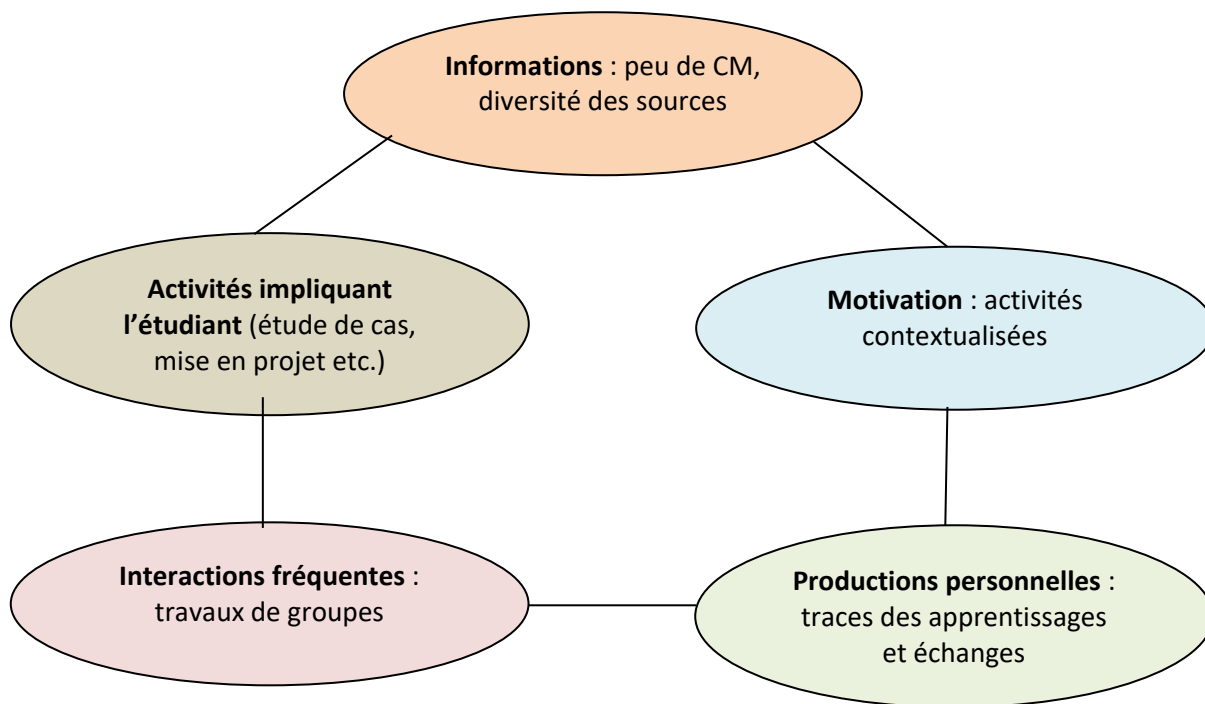 Informations : peu de CM,
diversité des sources
Activités impliquant
l’étudiant (étude de cas,
mise en projet etc.)
Motivation : activités
contextualisées
Interactions fréquentes :
travaux de groupes
Productions personnelles :
traces des apprentissages
et échanges